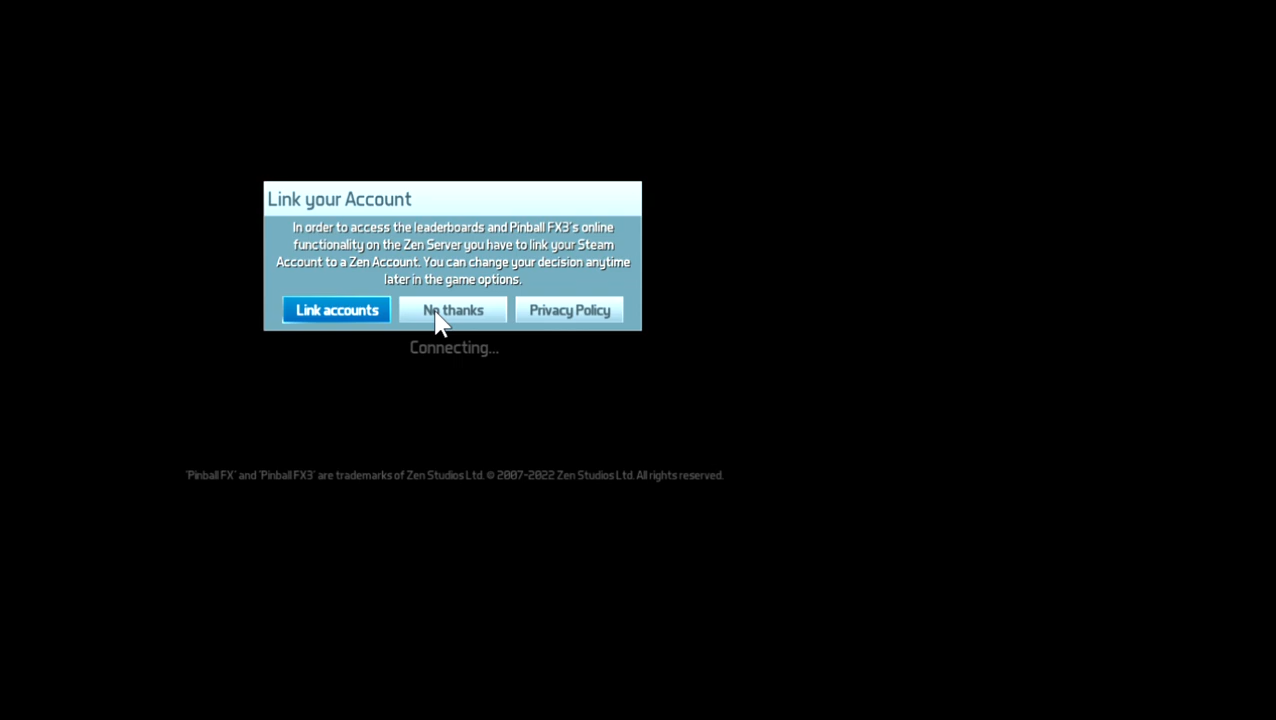 Link your Account
In order to access the leaderboards and Pinball FX3's online
functionality on the Zen Server you have to link your Steam
Account to a Zen Account. You can change your decision anytime
later in the game options.
Link accounts No thanks Privacy Policy
Connecting...
'Pinball FX' and 'Pinball FX3' are trademarks of Zen Studios Ltd. © 2007-2022 Zen Studios Ltd. All rights reserved.